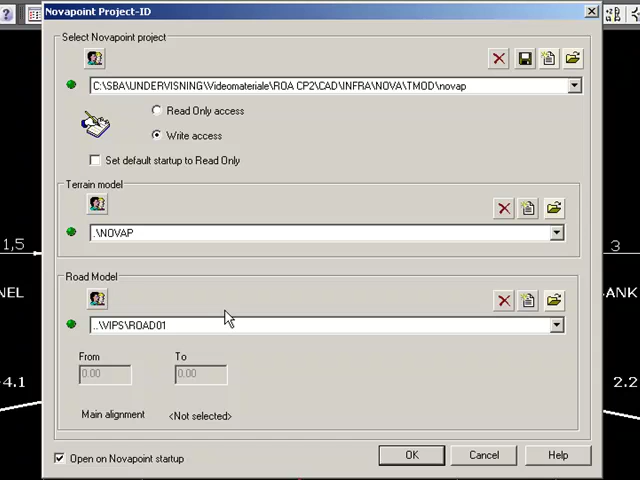 Novapoint Project-ID
Select Novapoint project
C:\SBA\UNDERVISNING\Videomateriale\ROA CP2\CAD\INFRA\NOVA\TMOD\novap
Read Only access
Write access
Set default startup to Read Only
Terrain model
.\NOVAP
1,5
3
Road Model
NEL
ANK
..\VIPS\ROAD01
From
To
0.00
0.00
-4.1
2.2
Main alignment
<Not selected>
Open on Novapoint startup
OK
Cancel
Help